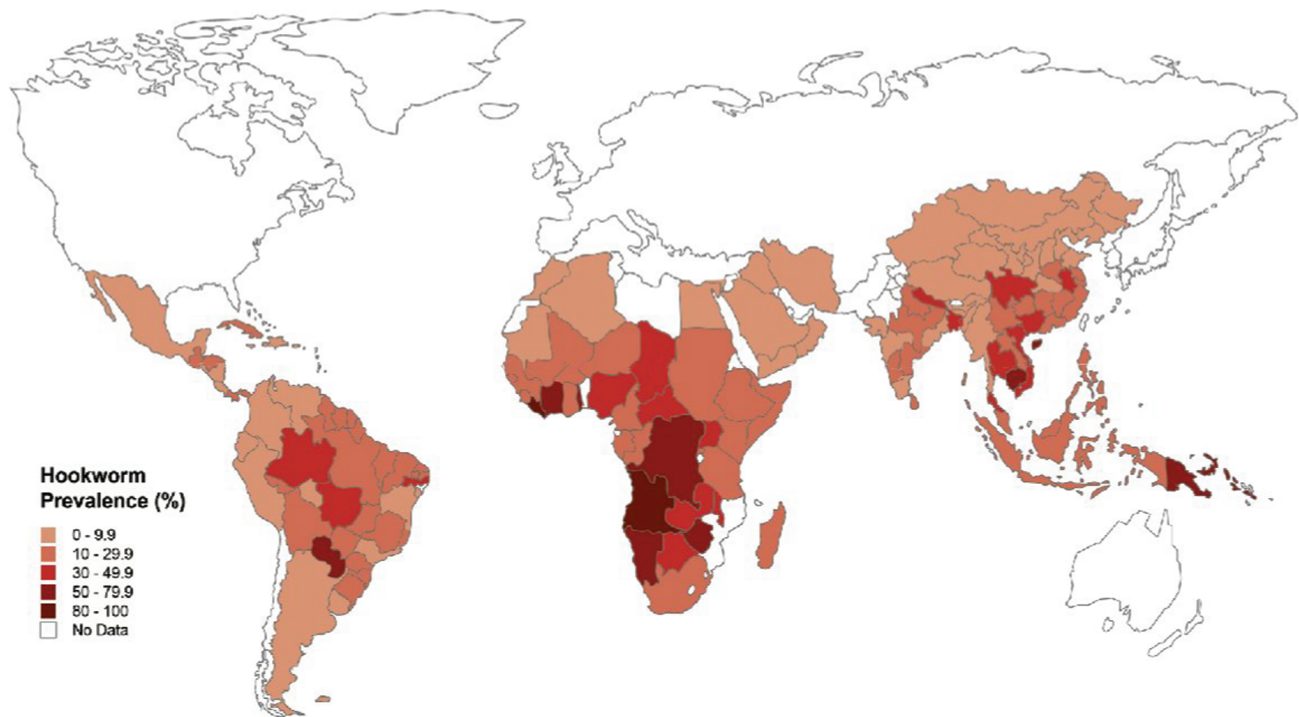 Hookworm
Prevalence (%)
0 - 9.9
10 - 29.9
30 - 49.9
50 - 79.9
80 - 100
No Data